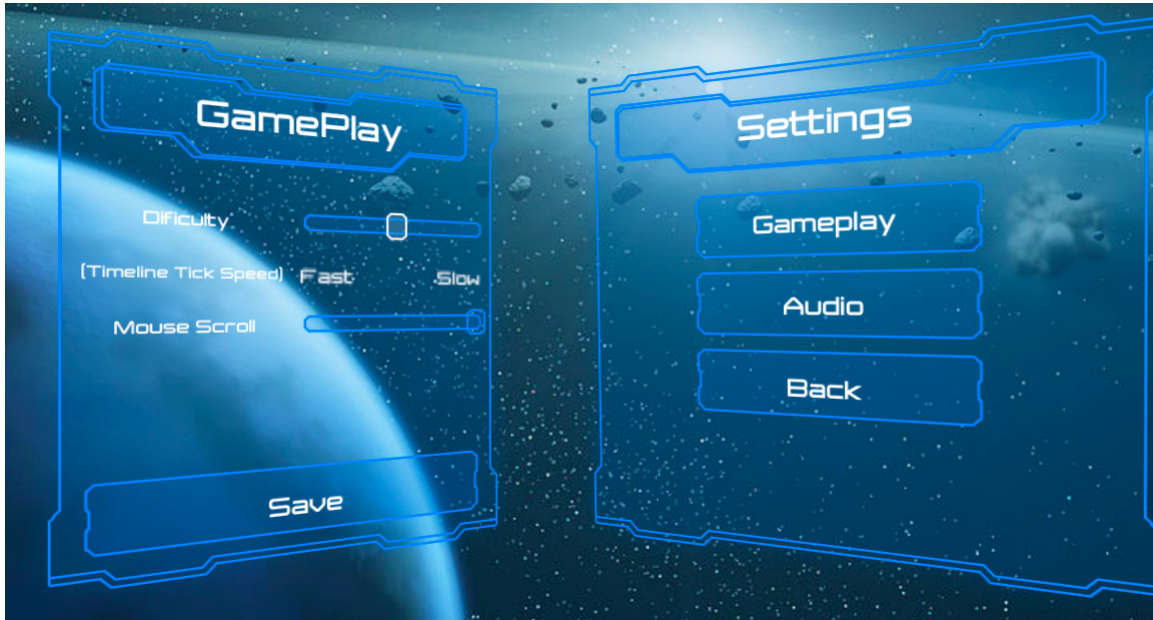 GamePlay
Dificulty
(Timeline Tick Speed) Fast Slow
Mouse Scroll
Save
Settings
Gameplay
Audio
Back